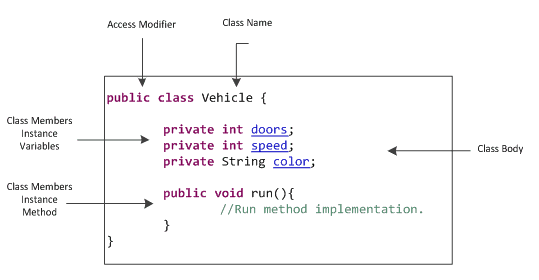 Access Modifier
Class Name
public class Vehicle {
Class Members
Instance
Variables
private int doors;
private int speed;
private String color;
Class Body
Class Members
Instance
Method
public void run(){
//Run method implementation.
}
}